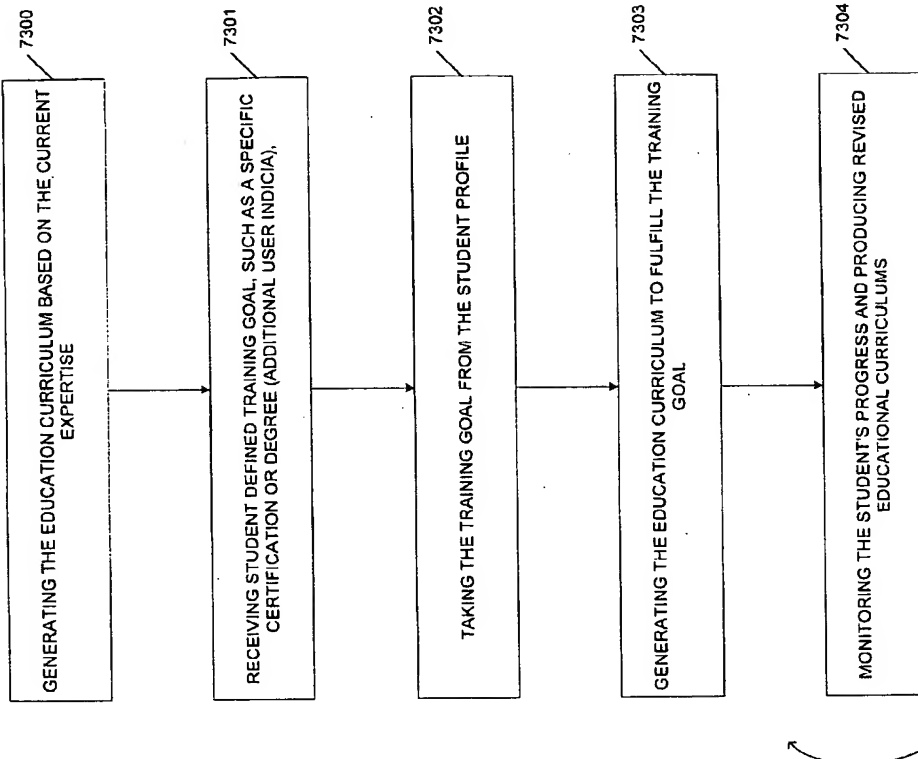 7300
GENERATING THE EDUCATION CURRICULUM BASED ON THE CURRENT
EXPERTISE
7301
RECEIVING STUDENT DEFINED TRAINING GOAL, SUCH AS A SPECIFIC
CERTIFICATION OR DEGREE (ADDITIONAL USER INDICIA),
7302
TAKING THE TRAINING GOAL FROM THE STUDENT PROFILE
7303
GENERATING THE EDUCATION CURRICULUM TO FULFILL THE TRAINING
GOAL
7304
MONITORING THE STUDENT'S PROGRESS AND PRODUCING REVISED
EDUCATIONAL CURRICULUMS